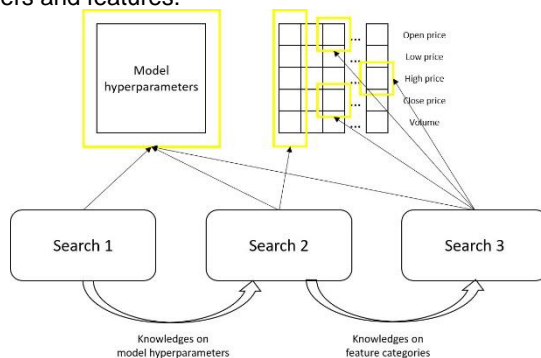 ers and features.
Open price
Low price
High price
Close price
Volume
...
...
...
...
...
Model
hyperparameters
Search 1
Search 2
Search 3
Knowledges on
model hyperparameters
Knowledges on
feature categories